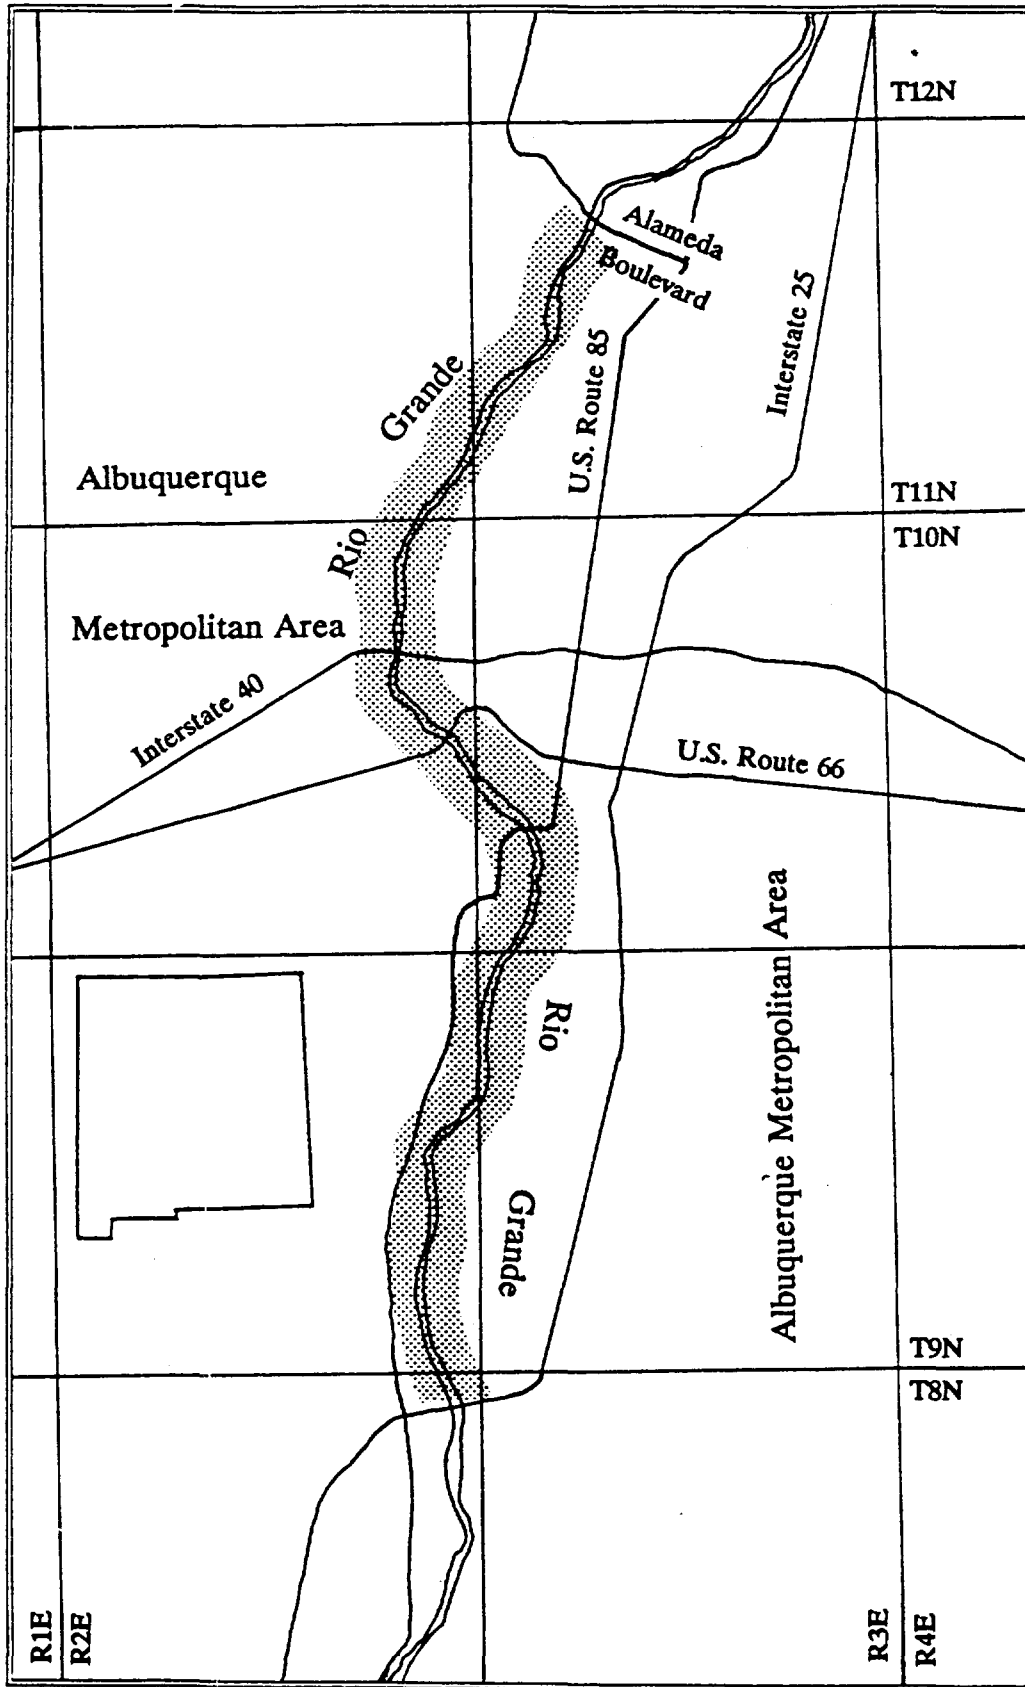 T12N
Alameda
Boulevard
Interstate 25
U.S. Route 85
Grande
Albuquerque
T11N
T10N
Rio
Metropolitan Area
Interstate 40
U.S. Route 66
Albuquerque Metropolitan Area
Rio
Grande
T9N
T8N
R1E
R2E
R3E
R4E